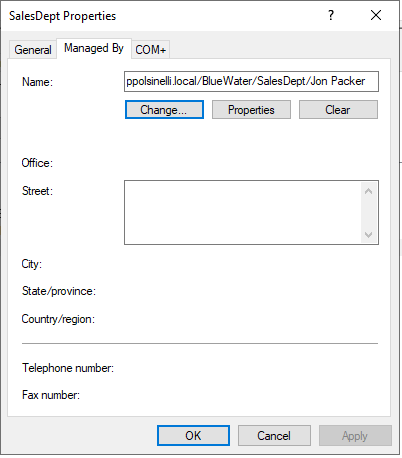 SalesDept Properties
General Managed By COM+
Name: ppolsinelli.local/BlueWater/SalesDept/Jon Packer
Change... Properties Clear
Office:
Street:
City:
State/province:
Country/region:
Telephone number:
Fax number:
OK Cancel Apply